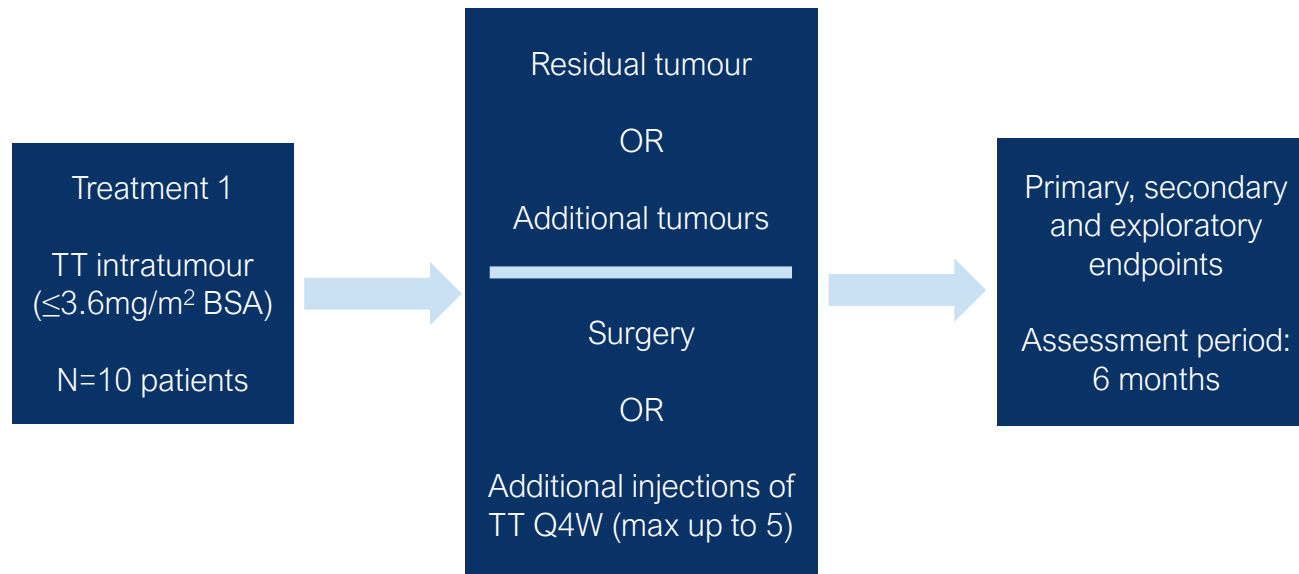 Treatment 1
TT intratumour
(≤3.6mg/m² BSA)
N=10 patients
Residual tumour
OR
Additional tumours
Surgery
OR
Additional injections of
TT Q4W (max up to 5)
Primary, secondary
and exploratory
endpoints
Assessment period:
6 months